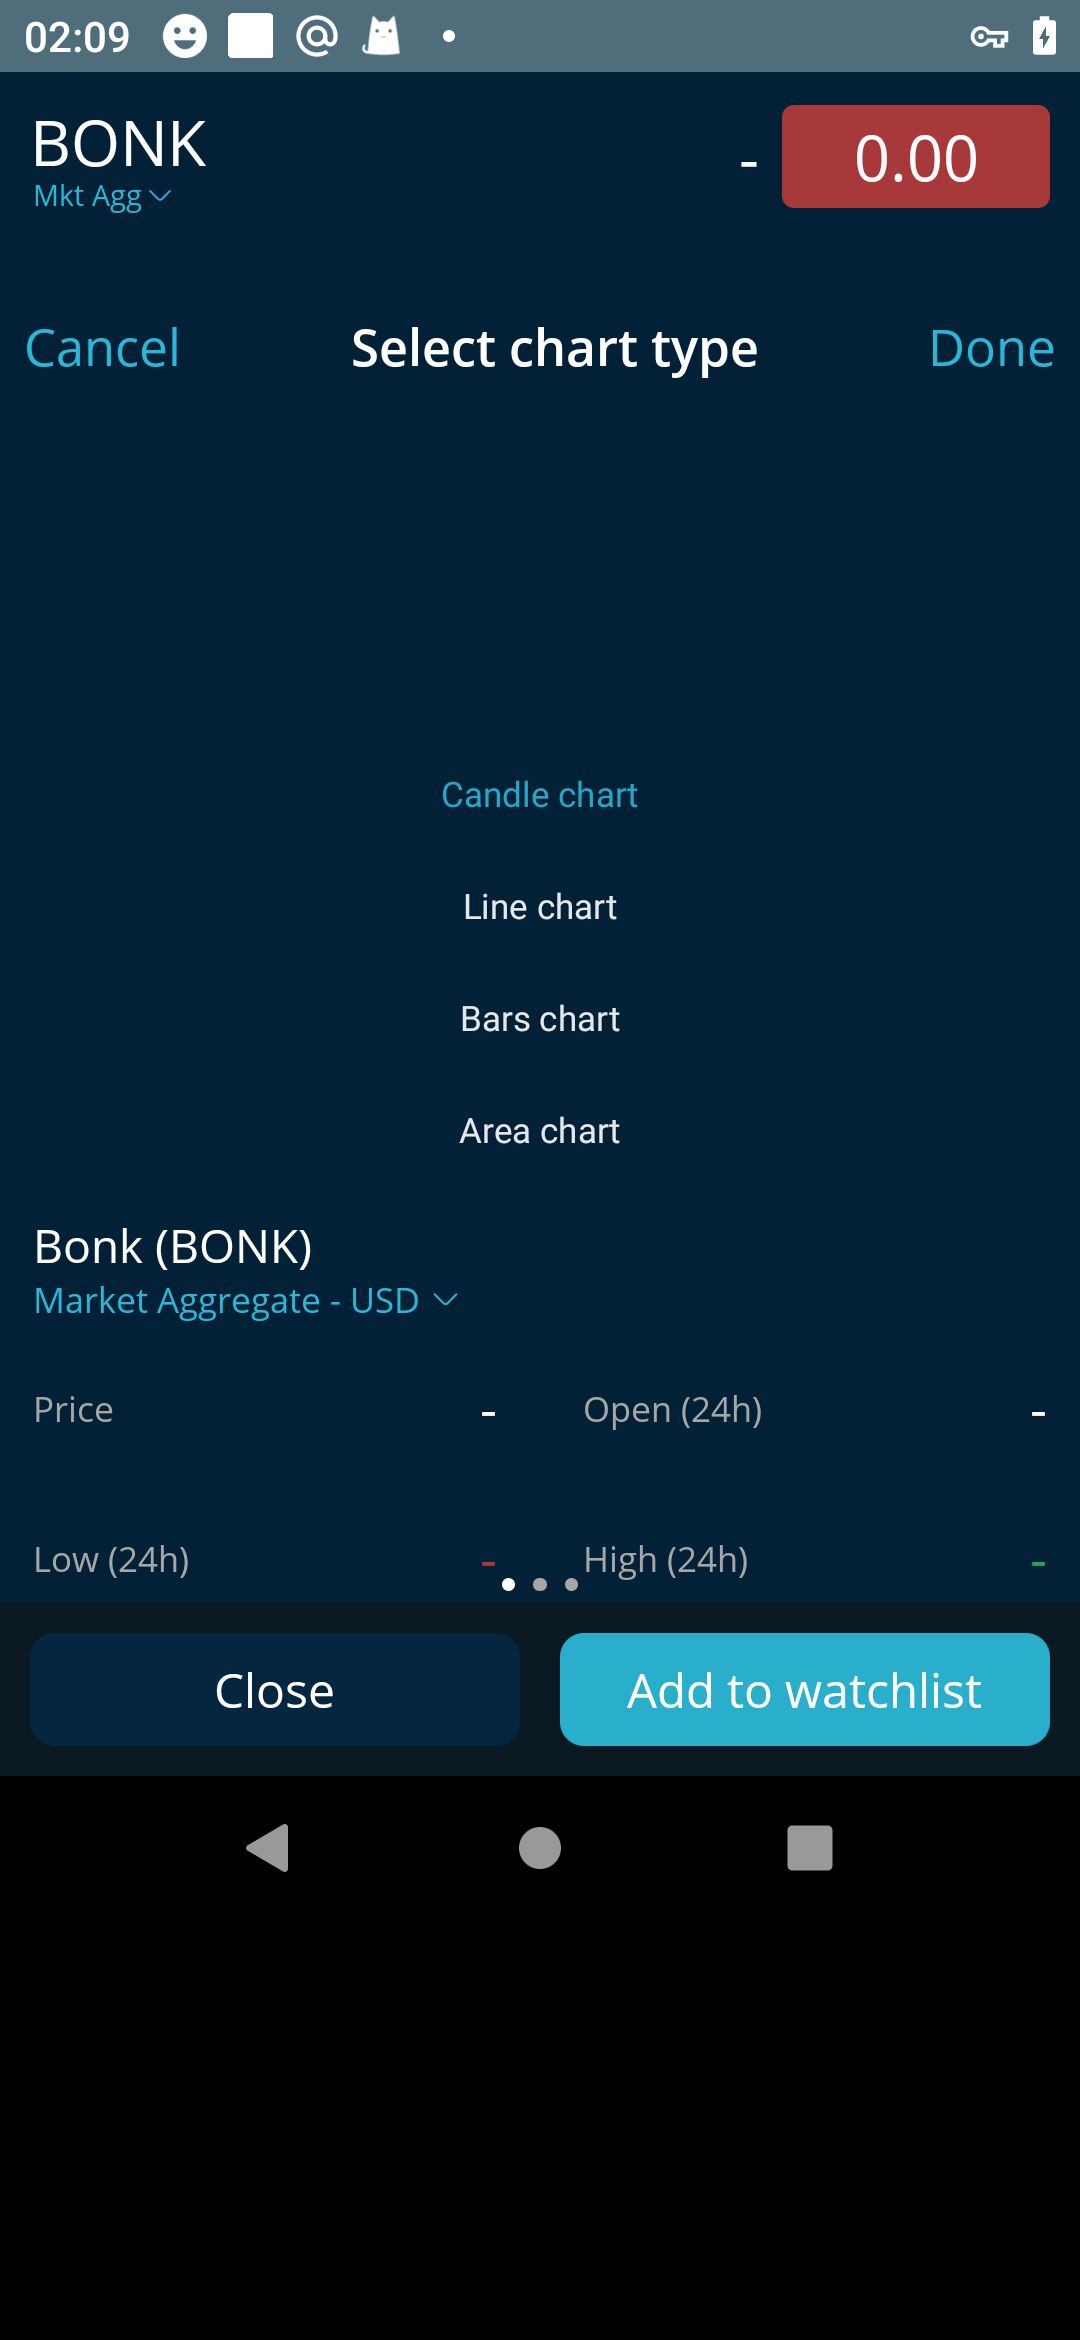 02:09
BONK
Mkt Agg
- 0.00
Cancel Select chart type Done
Candle chart
Line chart
Bars chart
Area chart
Bonk (BONK)
Market Aggregate - USD
Price - Open (24h) -
Low (24h) - High (24h) -
Close Add to watchlist